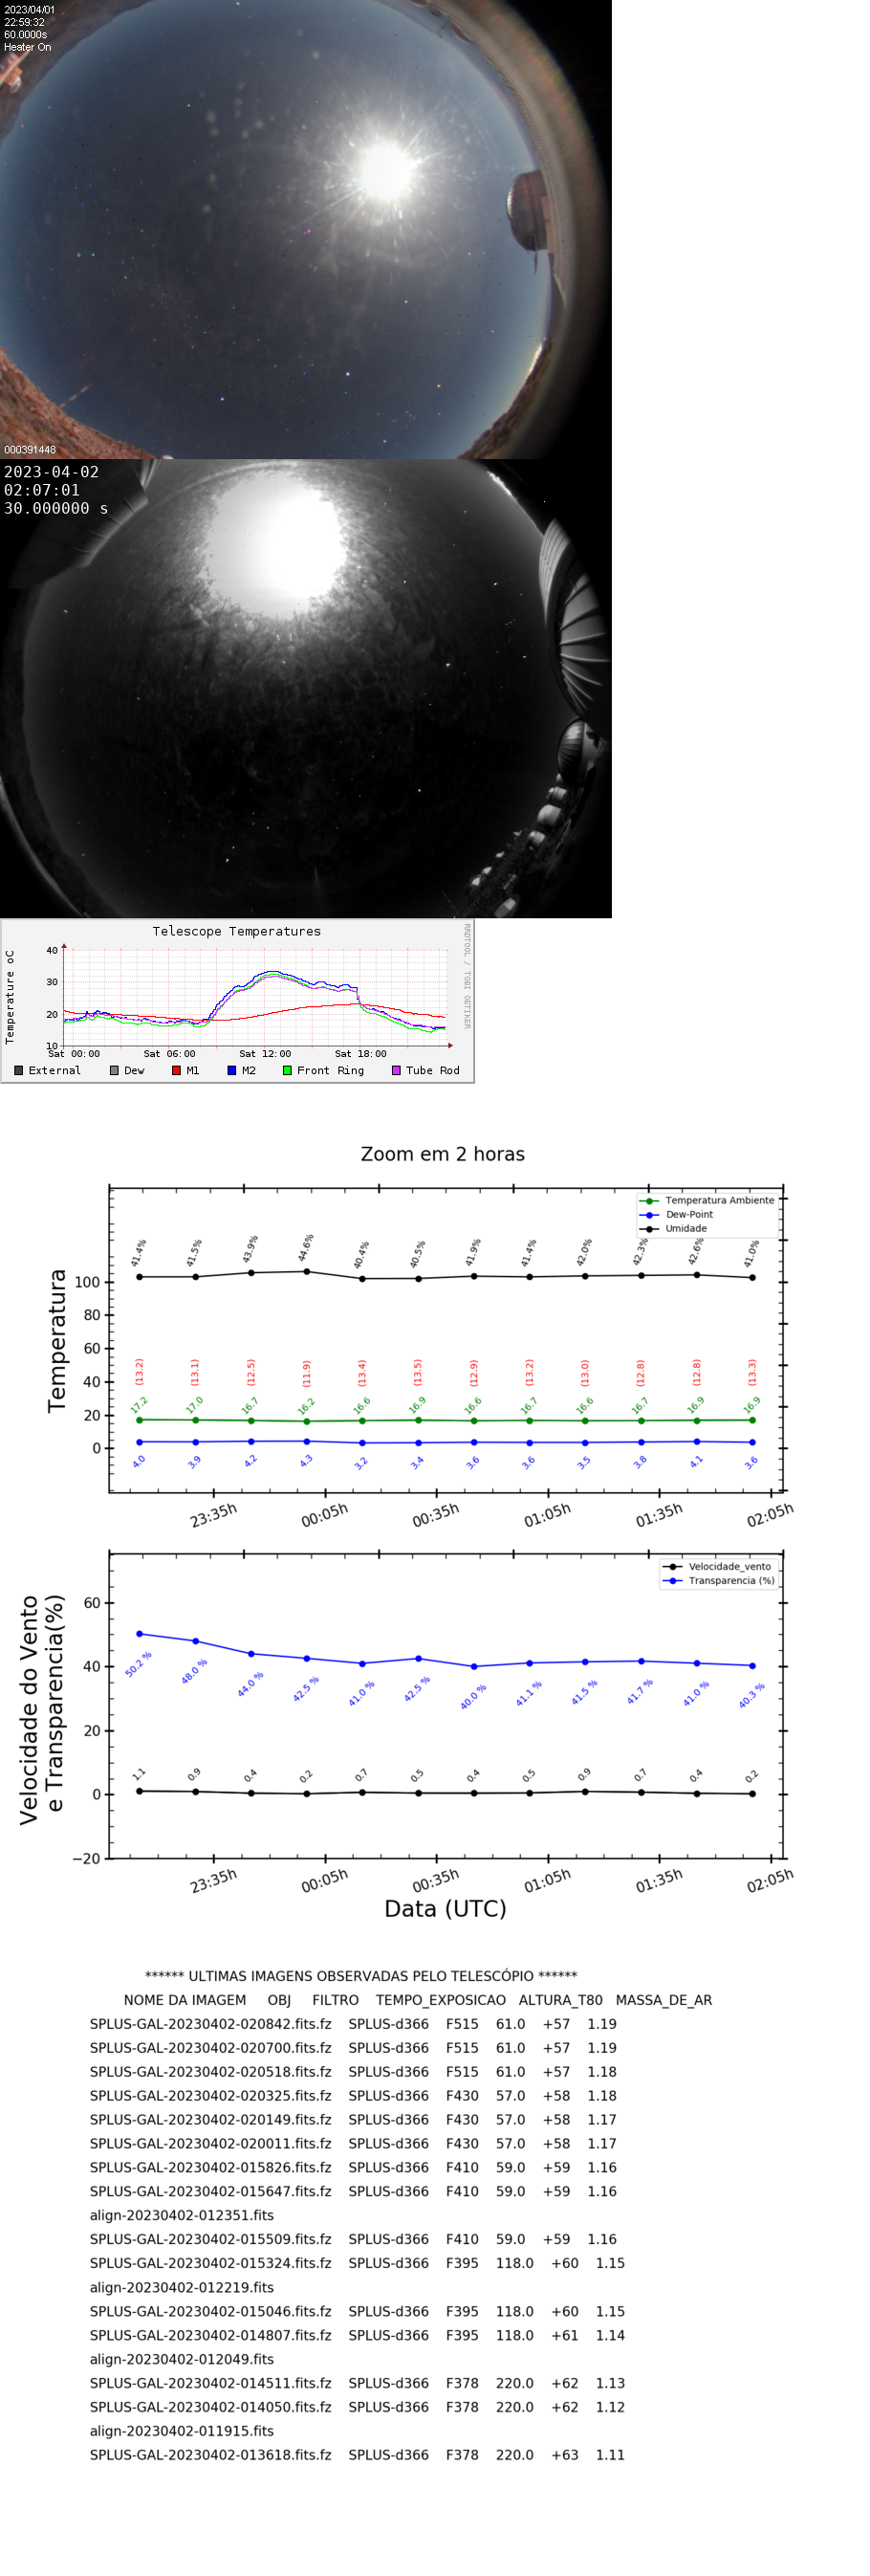 2023/04/01
22:59:32
60.0000s
Heater On
000391448
2023-04-02
02:07:01
30.000000 s
Telescope Temperatures
RRDTOOL / TOBI OETIKER
Temperature oC
40
30
20
10
Sat 00:00 Sat 06:00 Sat 12:00 Sat 18:00
External Dew M1 M2 Front Ring Tube Rod
Zoom em 2 horas
Temperatura Ambiente
Dew-Point
Umidade
Temperatura
100
80
60
40
20
0
41.4% 41.5% 43.9% 44.6% 40.4% 40.5% 41.9% 41.4% 42.0% 42.3% 42.6% 41.0%
(13.2) (13.1) (12.5) (11.9) (13.4) (13.5) (12.9) (13.2) (13.0) (12.8) (12.8) (13.3)
17.2 17.0 16.7 16.2 16.6 16.9 16.6 16.7 16.6 16.7 16.9 16.9
4.0 3.9 4.2 4.3 3.2 3.4 3.6 3.6 3.5 3.8 4.1 3.6
23:35h 00:05h 00:35h 01:05h 01:35h 02:05h
Velocidade_vento
Transparencia (%)
Velocidade do Vento
e Transparencia(%)
60
40
20
0
−20
50.2 % 48.0 % 44.0 % 42.5 % 41.0 % 42.5 % 40.0 % 41.1 % 41.5 % 41.7 % 41.0 % 40.3 %
1.1 0.9 0.4 0.2 0.7 0.5 0.4 0.5 0.9 0.7 0.4 0.2
23:35h 00:05h 00:35h 01:05h 01:35h 02:05h
Data (UTC)
****** ULTIMAS IMAGENS OBSERVADAS PELO TELESCÓPIO ******
NOME DA IMAGEM OBJ FILTRO TEMPO_EXPOSICAO ALTURA_T80 MASSA_DE_AR
SPLUS-GAL-20230402-020842.fits.fz SPLUS-d366 F515 61.0 +57 1.19
SPLUS-GAL-20230402-020700.fits.fz SPLUS-d366 F515 61.0 +57 1.19
SPLUS-GAL-20230402-020518.fits.fz SPLUS-d366 F515 61.0 +57 1.18
SPLUS-GAL-20230402-020325.fits.fz SPLUS-d366 F430 57.0 +58 1.18
SPLUS-GAL-20230402-020149.fits.fz SPLUS-d366 F430 57.0 +58 1.17
SPLUS-GAL-20230402-020011.fits.fz SPLUS-d366 F430 57.0 +58 1.17
SPLUS-GAL-20230402-015826.fits.fz SPLUS-d366 F410 59.0 +59 1.16
SPLUS-GAL-20230402-015647.fits.fz SPLUS-d366 F410 59.0 +59 1.16
align-20230402-012351.fits
SPLUS-GAL-20230402-015509.fits.fz SPLUS-d366 F410 59.0 +59 1.16
SPLUS-GAL-20230402-015324.fits.fz SPLUS-d366 F395 118.0 +60 1.15
align-20230402-012219.fits
SPLUS-GAL-20230402-015046.fits.fz SPLUS-d366 F395 118.0 +60 1.15
SPLUS-GAL-20230402-014807.fits.fz SPLUS-d366 F395 118.0 +61 1.14
align-20230402-012049.fits
SPLUS-GAL-20230402-014511.fits.fz SPLUS-d366 F378 220.0 +62 1.13
SPLUS-GAL-20230402-014050.fits.fz SPLUS-d366 F378 220.0 +62 1.12
align-20230402-011915.fits
SPLUS-GAL-20230402-013618.fits.fz SPLUS-d366 F378 220.0 +63 1.11